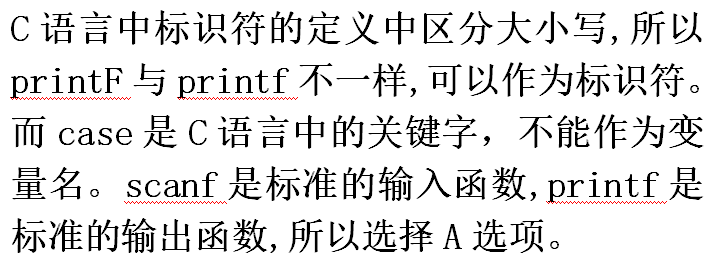 C 语言中标识符的定义中区分大小写,所以
printF 与 printf 不一样,可以作为标识符。
而 case 是 C 语言中的关键字，不能作为变
量名。scanf 是标准的输入函数,printf 是
标准的输出函数,所以选择 A 选项。